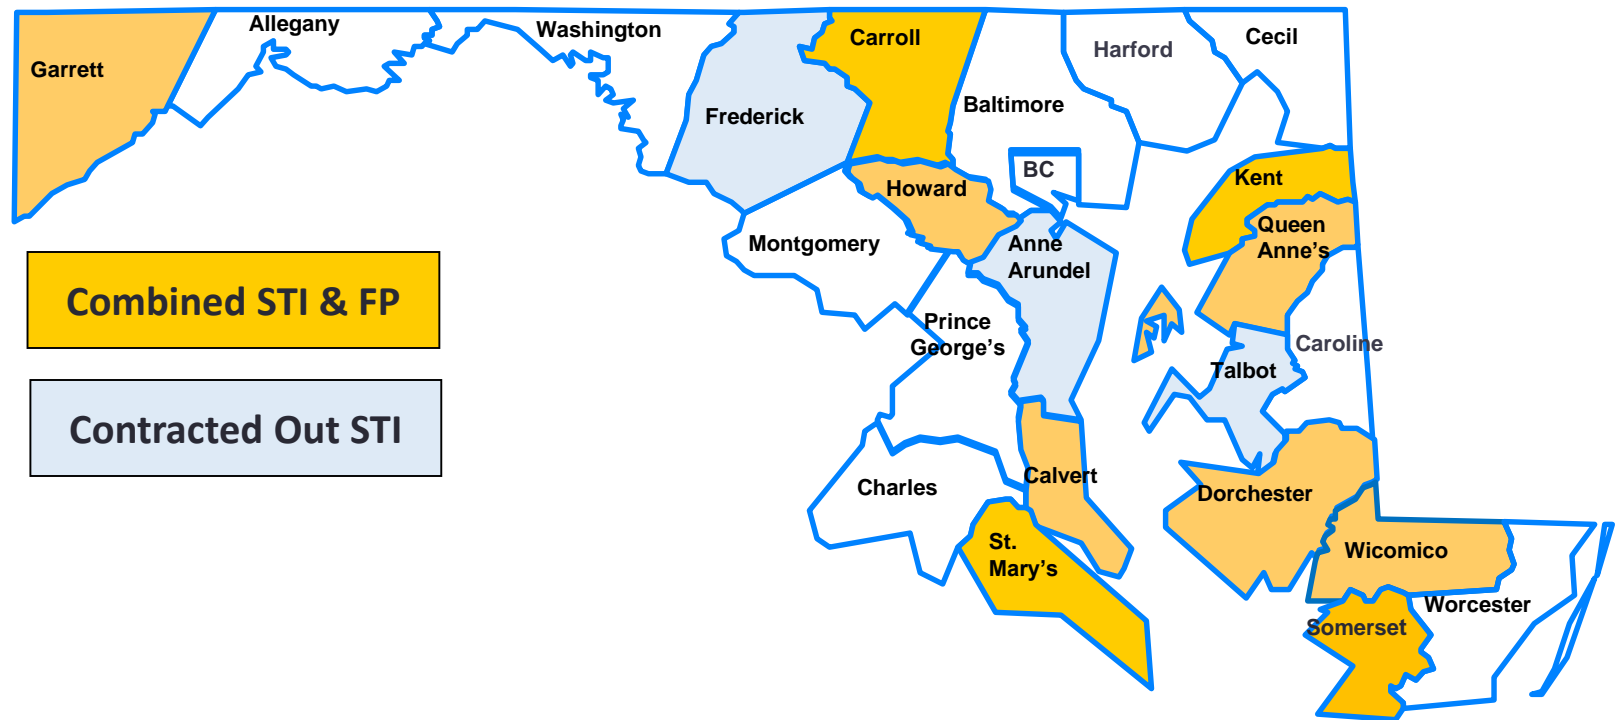 Allegany
Washington
Carroll
Harford
Cecil
Garrett
Baltimore
Frederick
BC
Kent
Howard
Queen
Anne's
Montgomery
Anne
Arundel
Combined STI & FP
Prince
George's
Caroline
Talbot
Contracted Out STI
Calvert
Charles
Dorchester
St.
Mary's
Wicomico
Worcester
Somerset